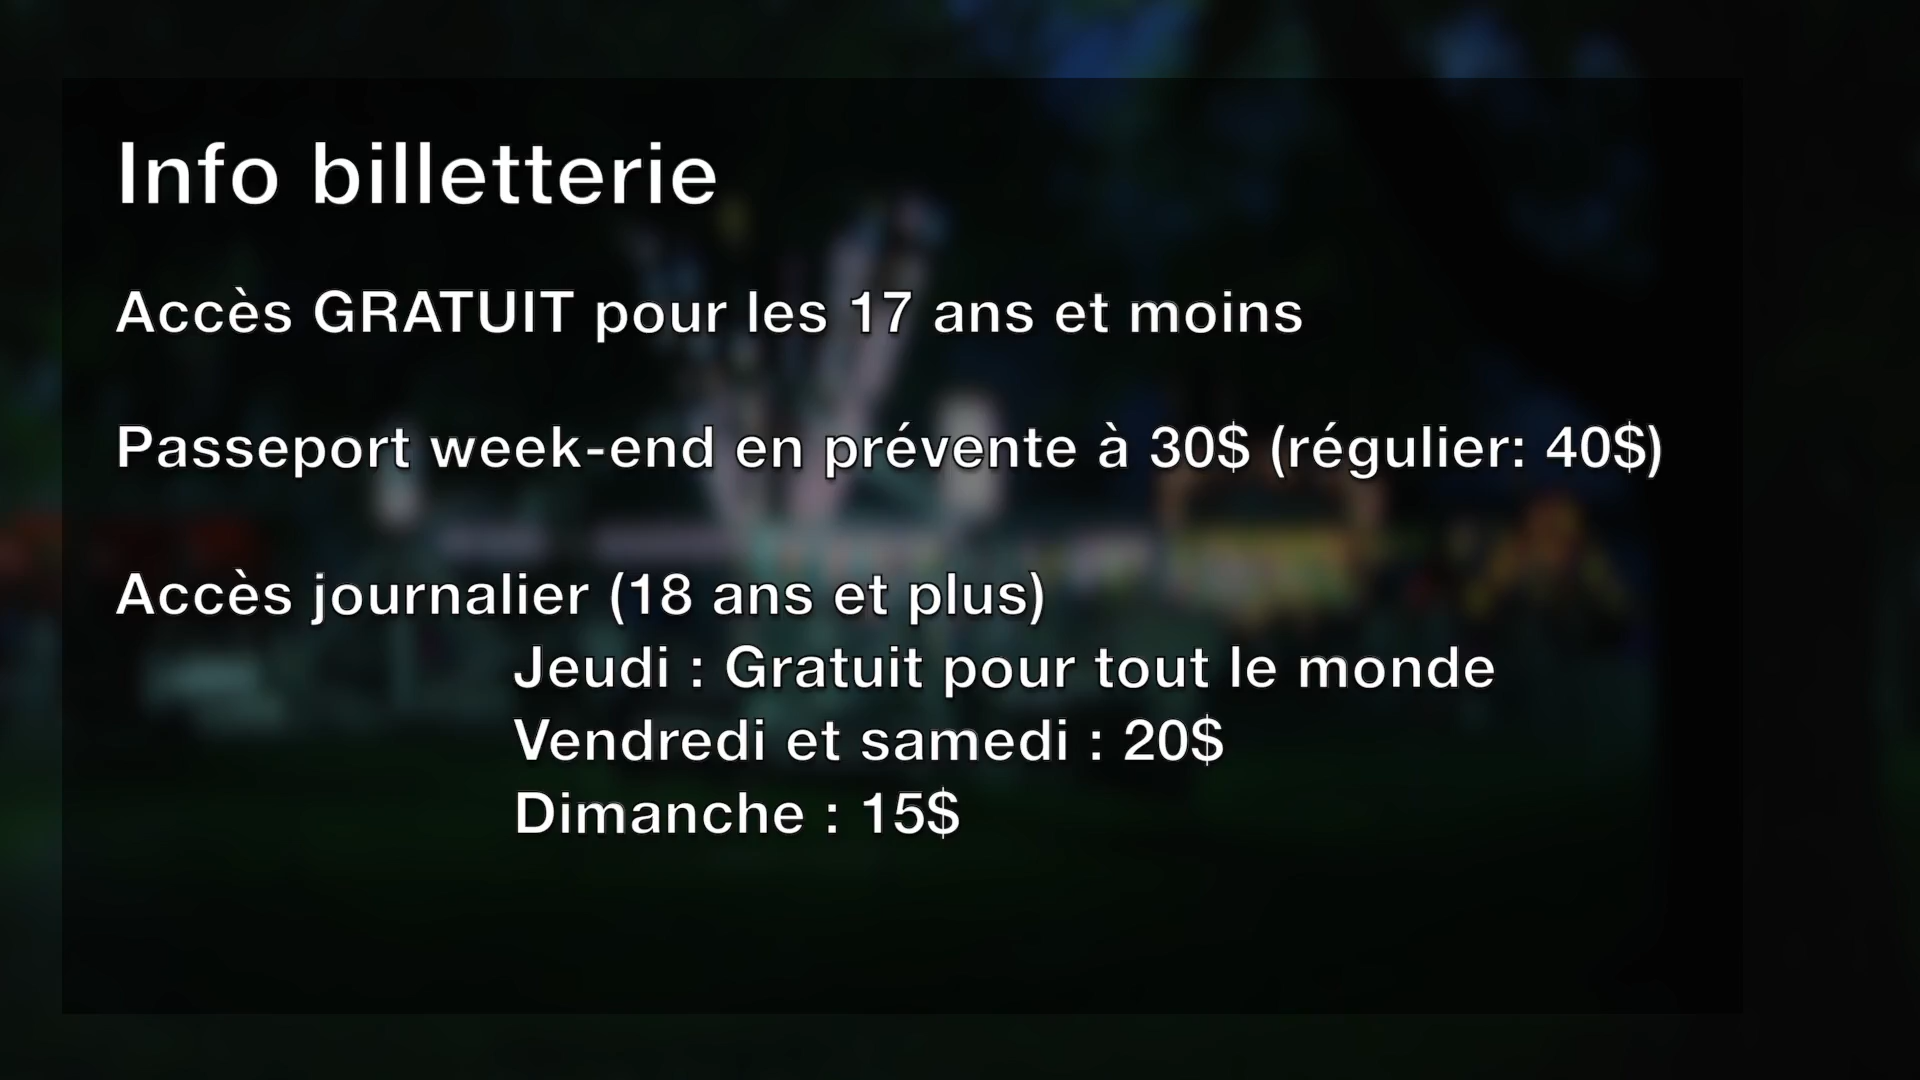 Info billetterie
Accès GRATUIT pour les 17 ans et moins
Passeport week-end en prévente à 30$ (régulier: 40$)
Accès journalier (18 ans et plus)
Jeudi : Gratuit pour tout le monde
Vendredi et samedi : 20$
Dimanche : 15$